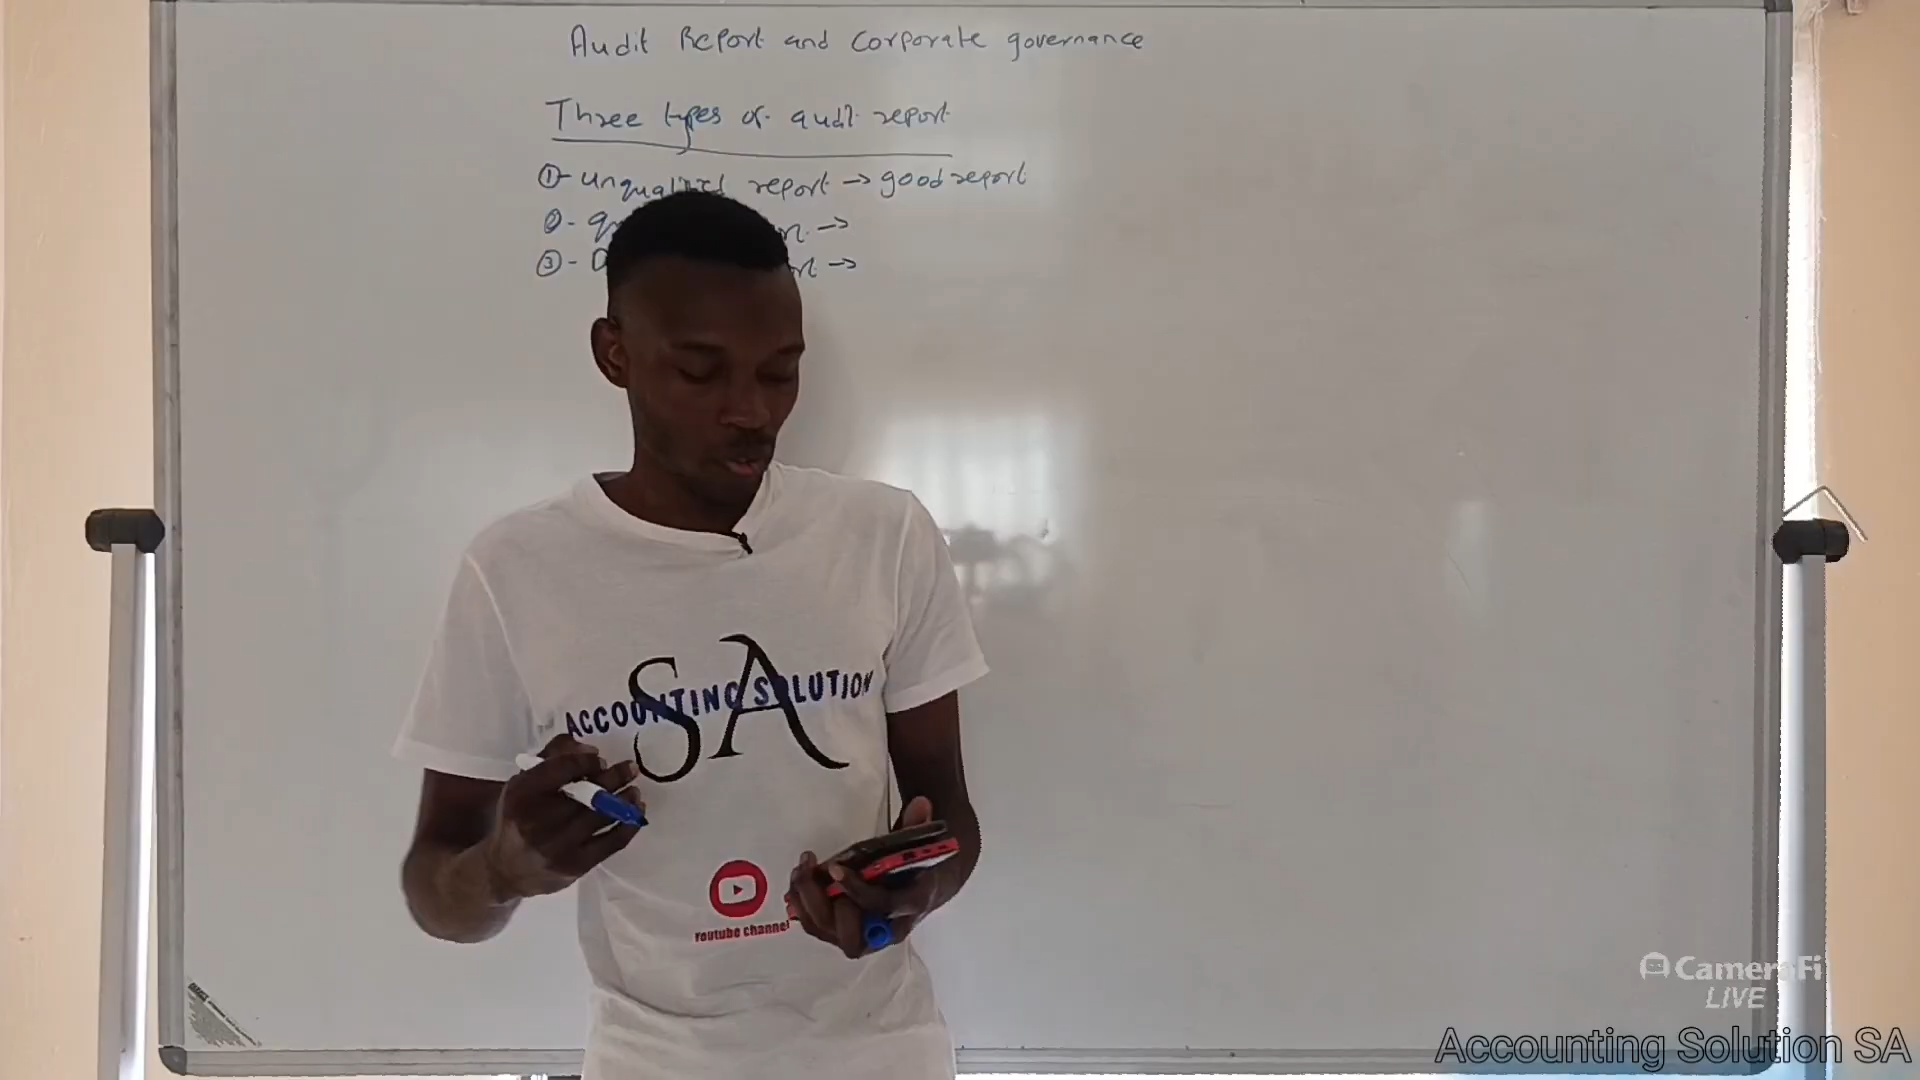 Audit Report and corporate governance
Three types of audit report
①- unqualified report → good report
②- →
③- →
ACCOUNTING SOLUTION
SA
Youtube channel
CameraFi
LIVE
Accounting Solution SA